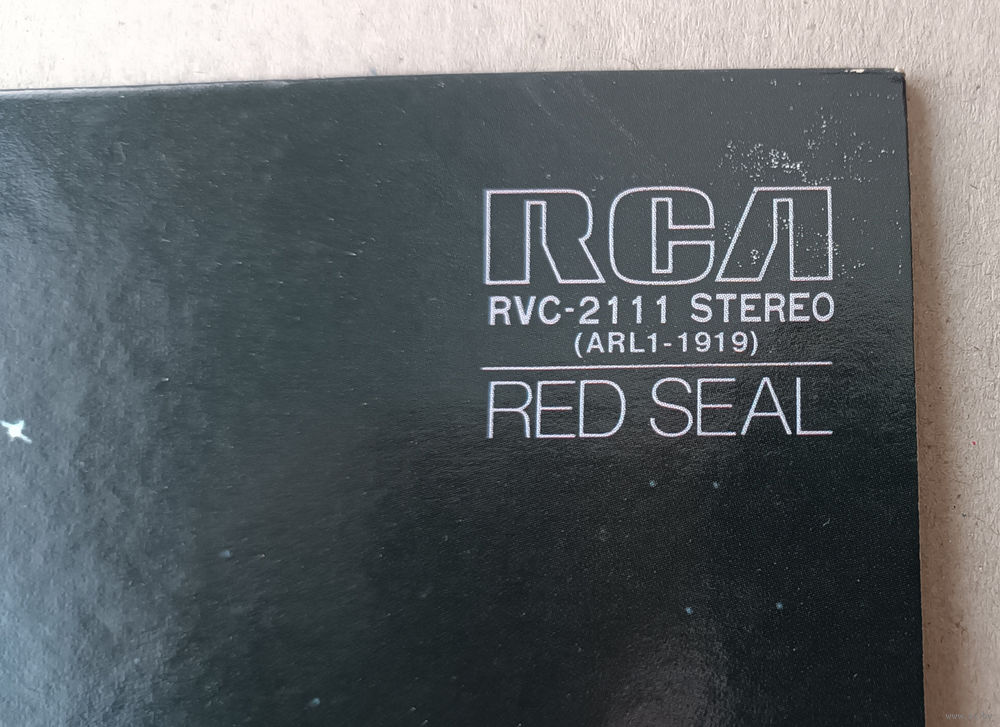 RCA
RVC-2111 STEREO
(ARL1-1919)
RED SEAL